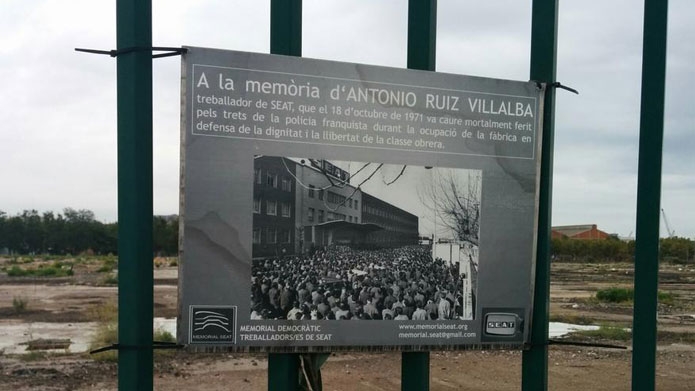 A la memòria d'ANTONIO RUIZ VILLALBA
treballador de SEAT, que el 18 d'octubre de 1971 va caure mortalment ferit
pels trets de la policia franquista durant la ocupació de la fàbrica en
defensa de la dignitat i la llibertat de la classe obrera.
MEMORIAL SEAT
MEMORIAL DEMOCRÀTIC
TREBALLADORS/ES DE SEAT
www.memorialseat.org
memorial.seat@gmail.com
SEAT